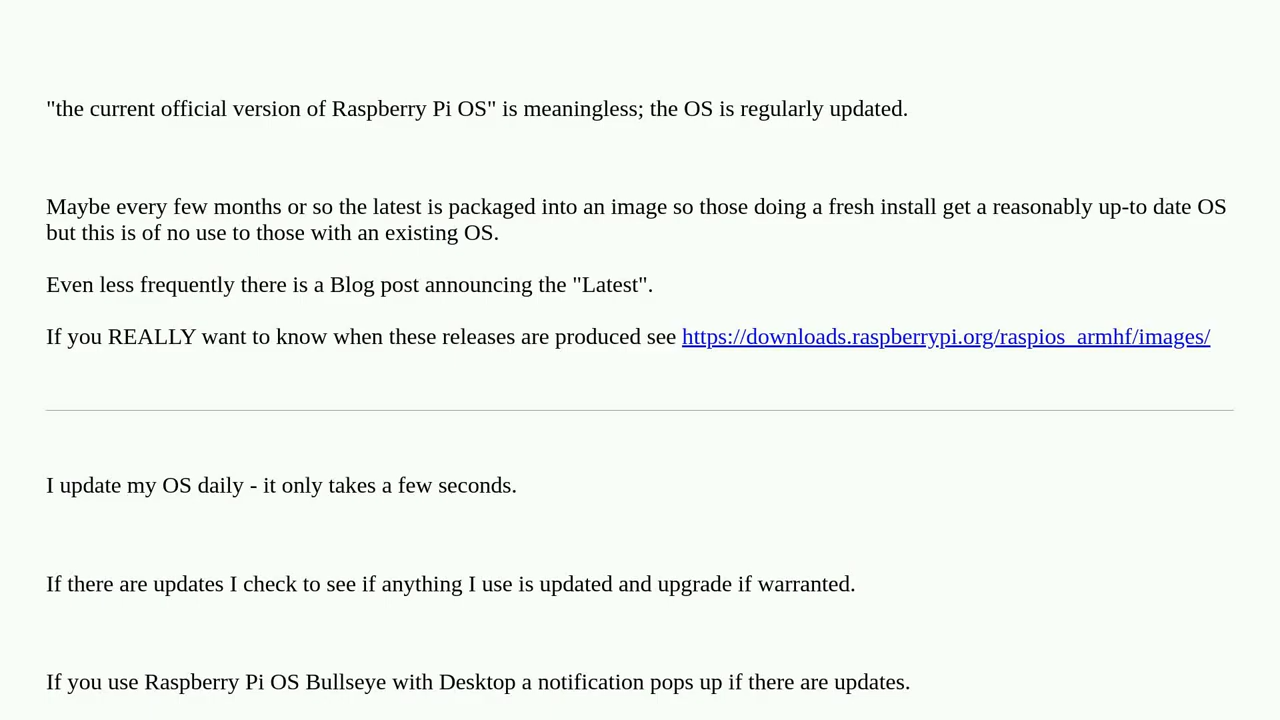 "the current official version of Raspberry Pi OS" is meaningless; the OS is regularly updated.
Maybe every few months or so the latest is packaged into an image so those doing a fresh install get a reasonably up-to date OS
but this is of no use to those with an existing OS.
Even less frequently there is a Blog post announcing the "Latest".
If you REALLY want to know when these releases are produced see https://downloads.raspberrypi.org/raspios_armhf/images/
I update my OS daily - it only takes a few seconds.
If there are updates I check to see if anything I use is updated and upgrade if warranted.
If you use Raspberry Pi OS Bullseye with Desktop a notification pops up if there are updates.